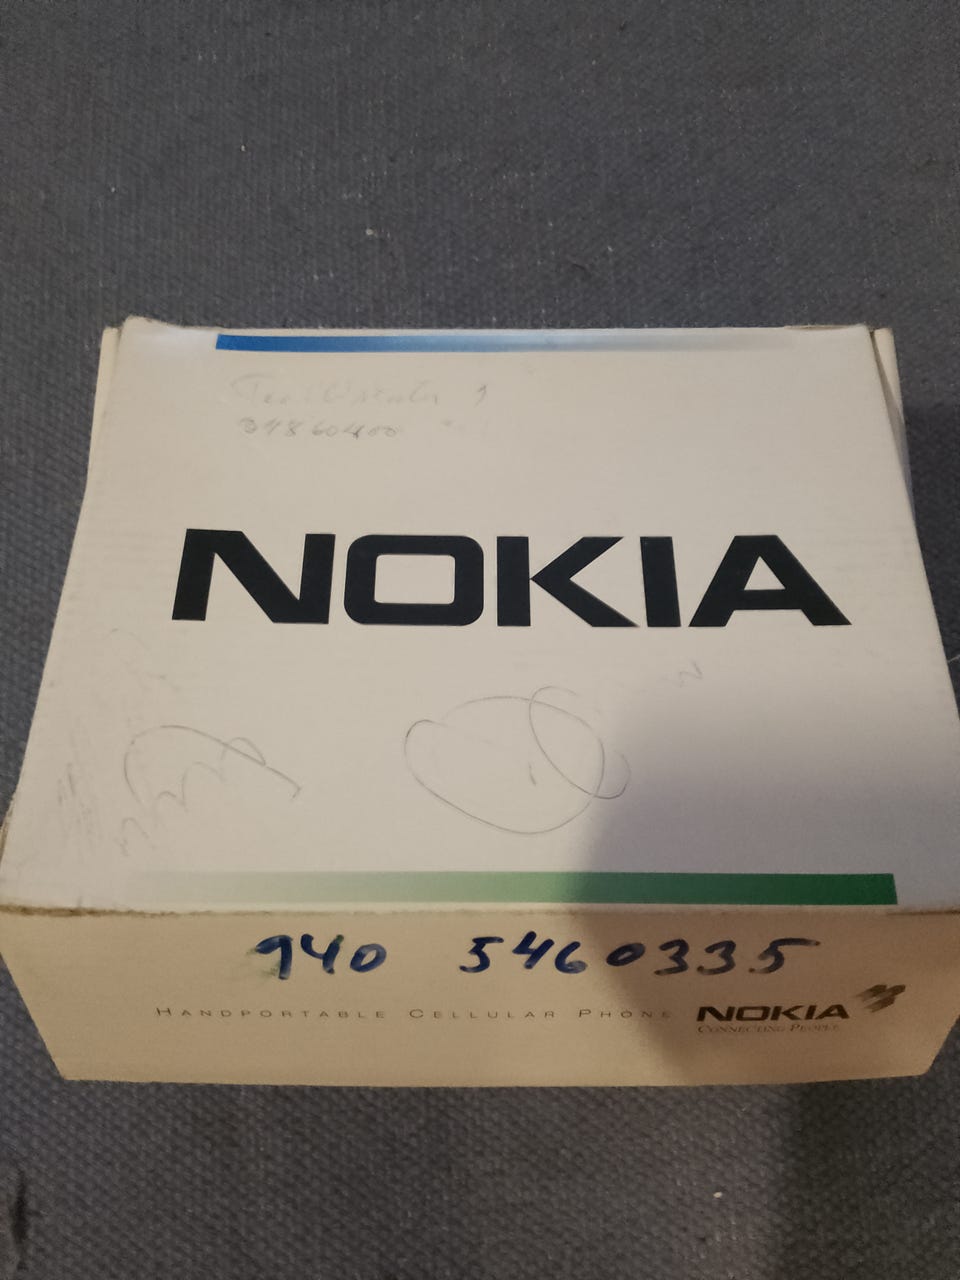 NOKIA
940 5460335
HANDPORTABLE CELLULAR PHONE NOKIA
CONNECTING PEOPLE